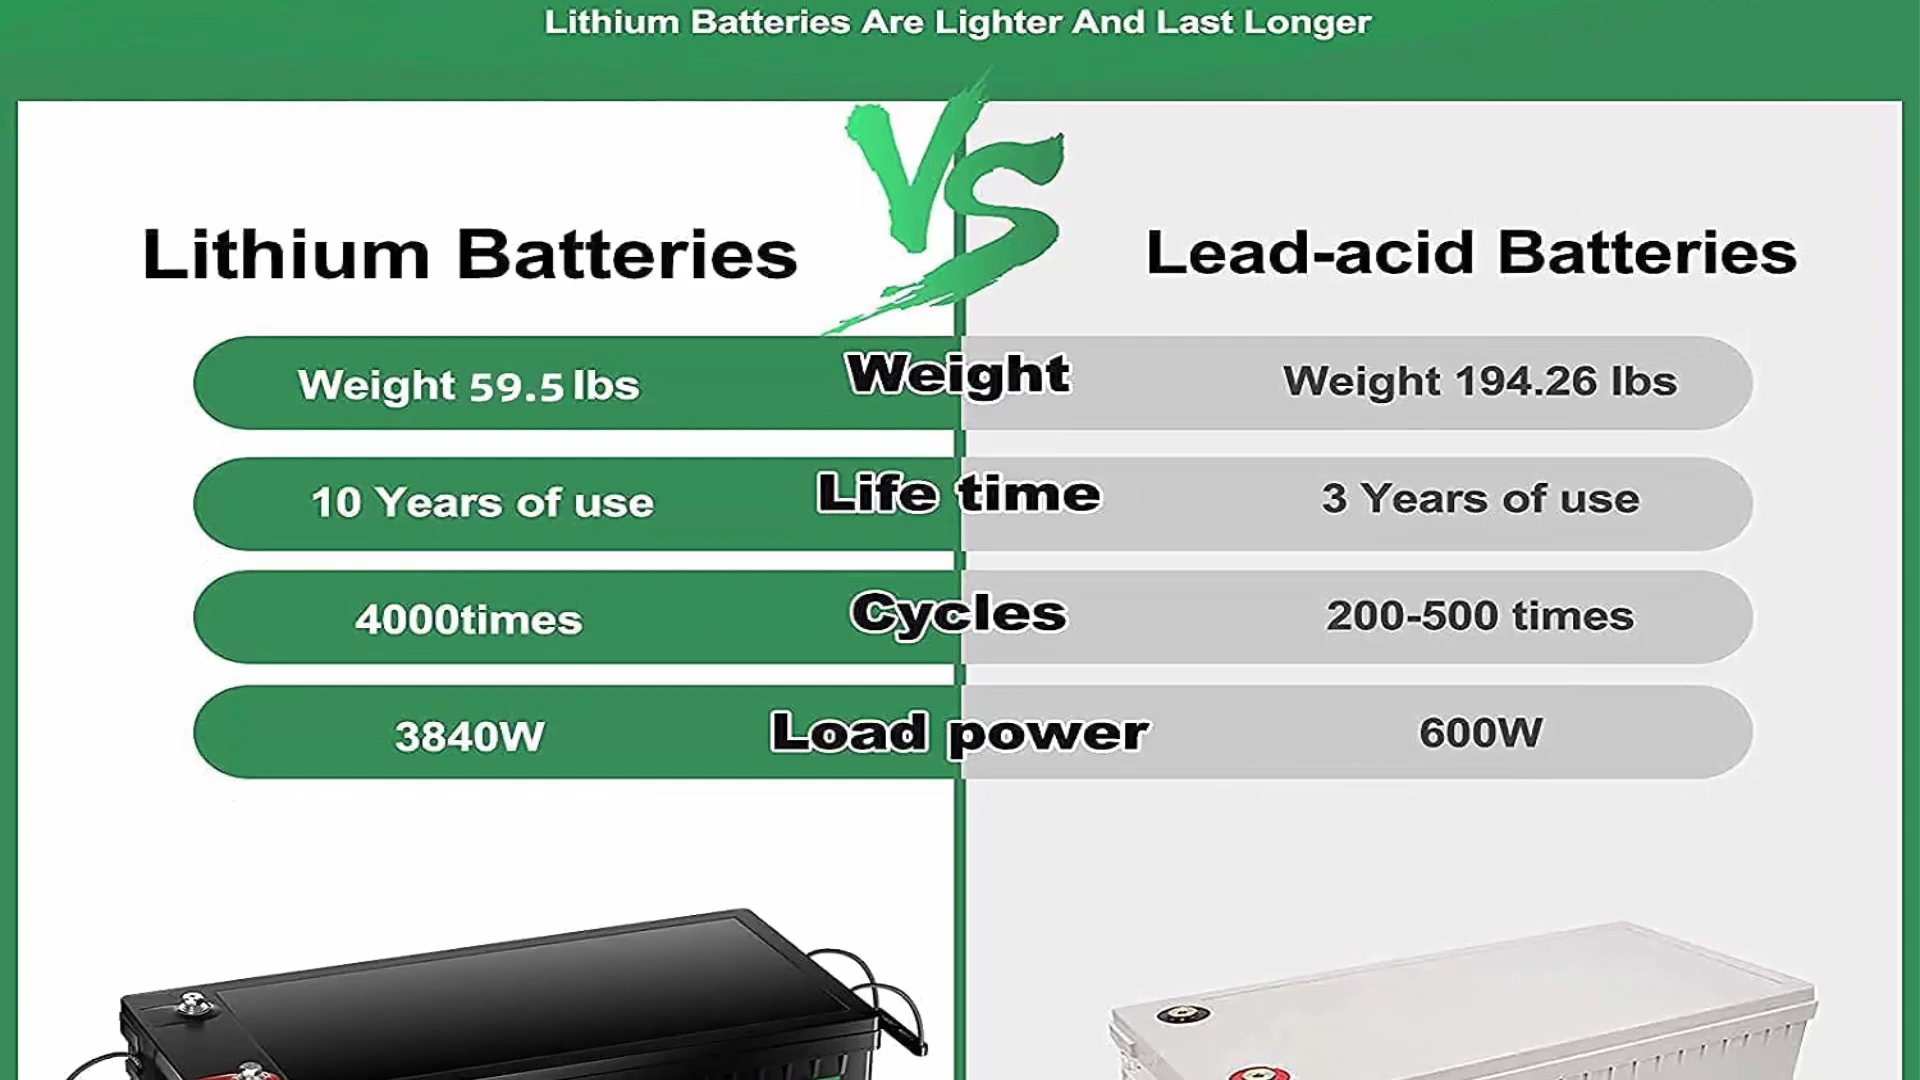 Lithium Batteries Are Lighter And Last Longer
VS
Lithium Batteries
Lead-acid Batteries
Weight 59.5 lbs
Weight
Weight 194.26 lbs
10 Years of use
Life time
3 Years of use
4000times
Cycles
200-500 times
3840W
Load power
600W